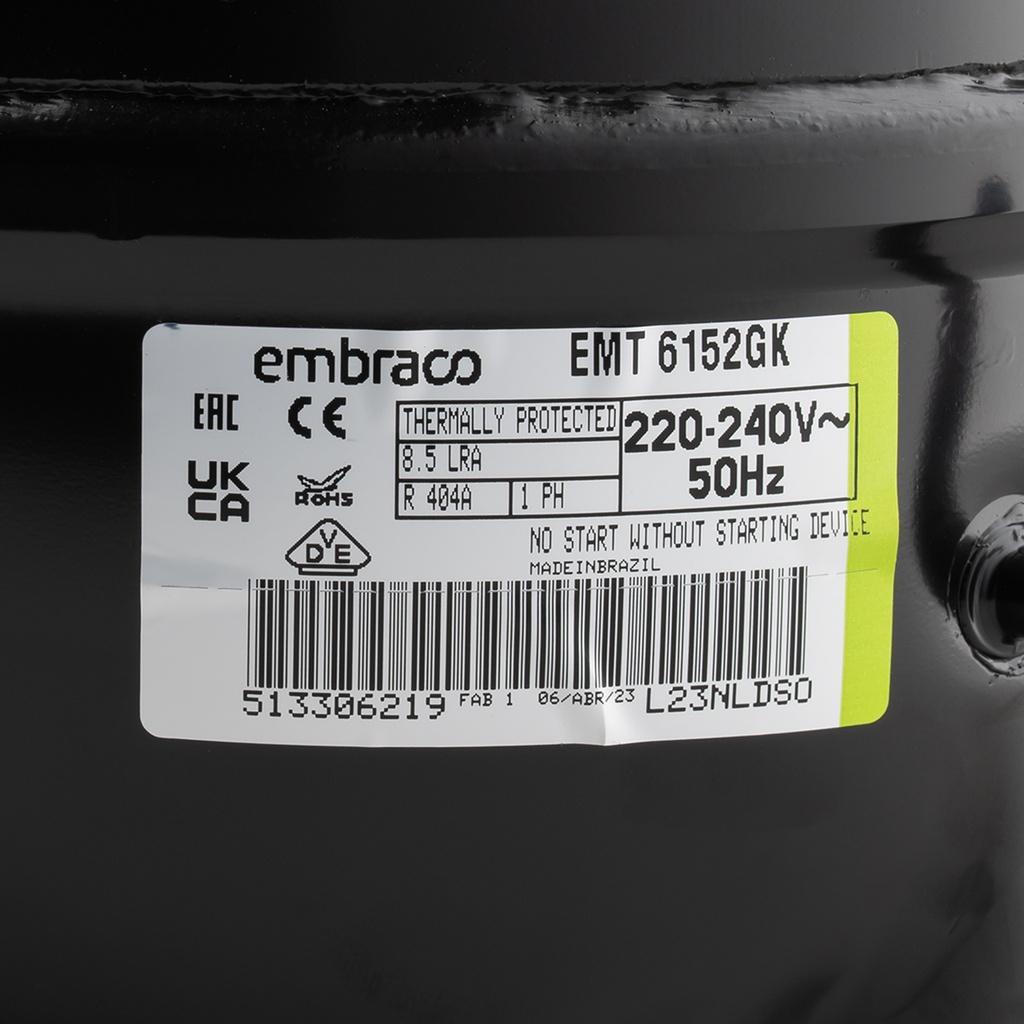 embraco
EMT 6152GK
EAC CE
UK
CA
RoHS
VDE
THERMALLY PROTECTED
8.5 LRA
R 404A
1 PH
220-240V~
50Hz
NO START WITHOUT STARTING DEVICE
MADEINBRAZIL
513306219 FAB 1 06/ABR/23 L23NLDSO